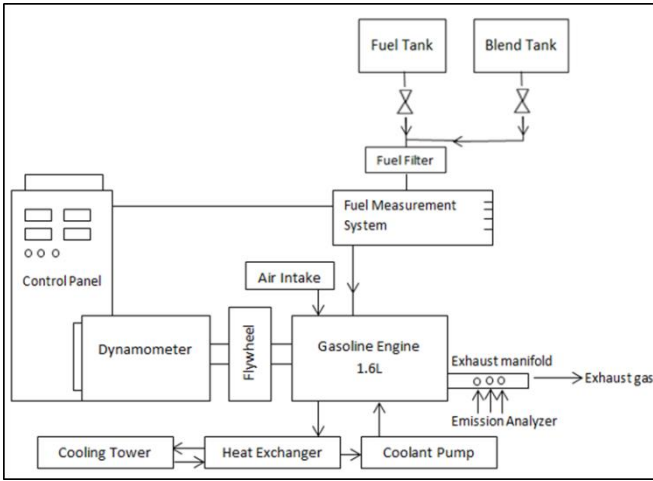 Fuel Tank
Blend Tank
Fuel Filter
Fuel Measurement
System
Control Panel
Air Intake
Dynamometer
Flywheel
Gasoline Engine
1.6L
Exhaust manifold
Exhaust gas
Emission Analyzer
Cooling Tower
Heat Exchanger
Coolant Pump